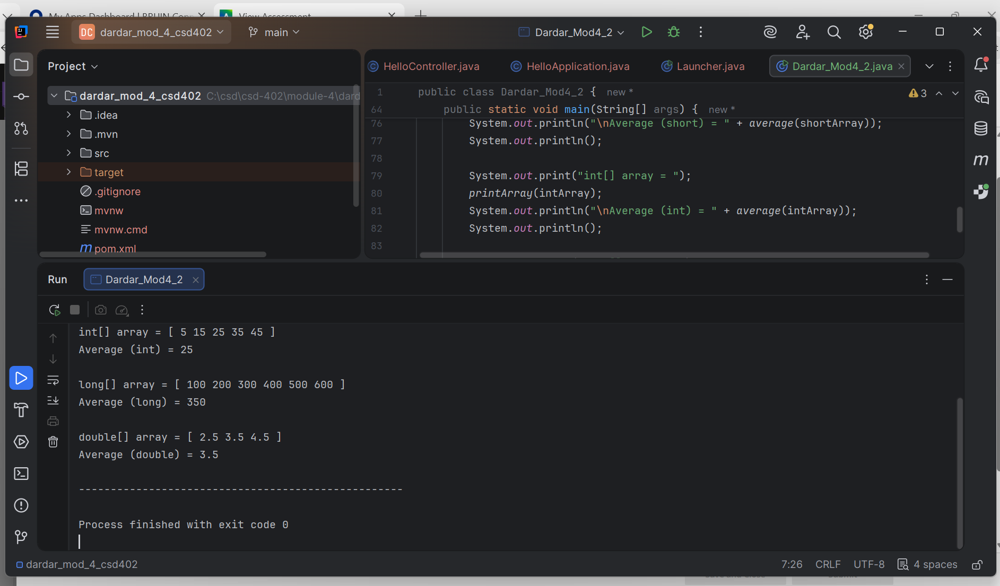 My Apps Dashboard | BRUIN Conn
View Assessment
DC dardar_mod_4_csd402
main
Dardar_Mod4_2
Project
HelloController.java
HelloApplication.java
Launcher.java
Dardar_Mod4_2.java
dardar_mod_4_csd402 C:\csd\csd-402\module-4\dard
.idea
.mvn
src
target
.gitignore
mvnw
mvnw.cmd
pom.xml
1 public class Dardar_Mod4_2 { new *
3
64 public static void main(String[] args) { new *
76 System.out.println("\nAverage (short) = " + average(shortArray));
77 System.out.println();
78
79 System.out.print("int[] array = ");
80 printArray(intArray);
81 System.out.println("\nAverage (int) = " + average(intArray));
82 System.out.println();
83
Run Dardar_Mod4_2
int[] array = [ 5 15 25 35 45 ]
Average (int) = 25
long[] array = [ 100 200 300 400 500 600 ]
Average (long) = 350
double[] array = [ 2.5 3.5 4.5 ]
Average (double) = 3.5
---------------------------------------------------
Process finished with exit code 0
dardar_mod_4_csd402
7:26 CRLF UTF-8 4 spaces